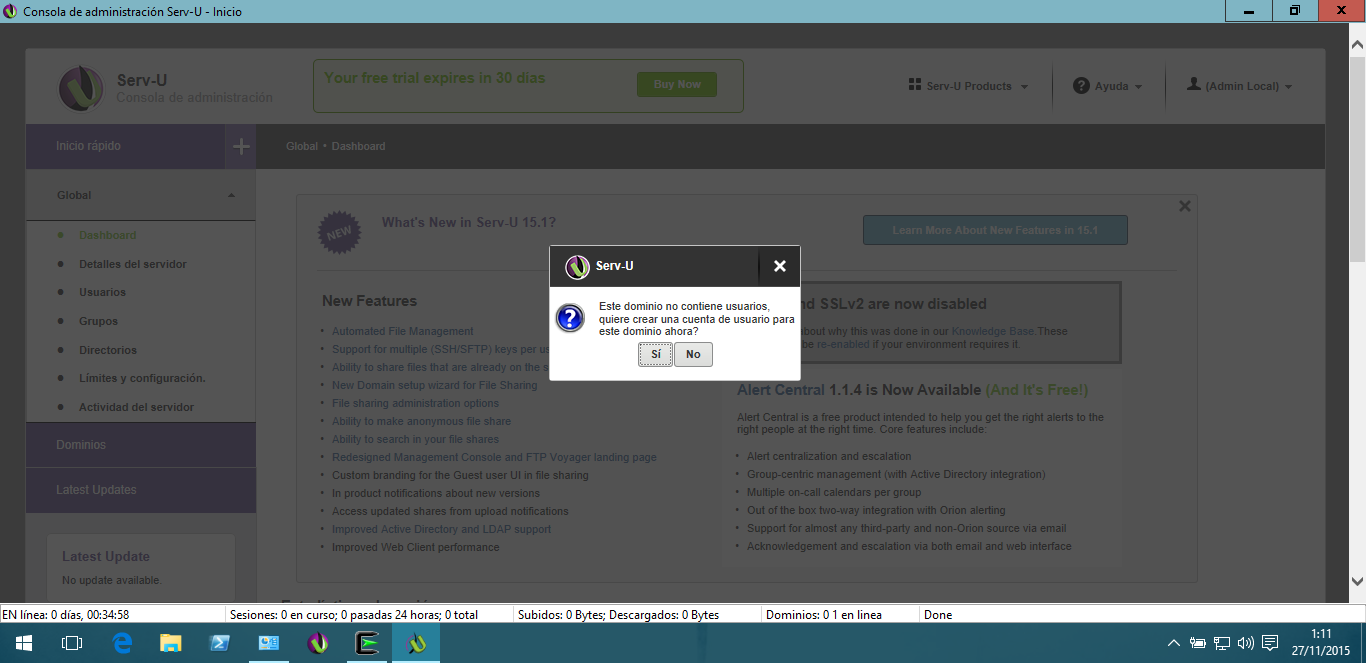 Consola de administración Serv-U - Inicio
Serv-U
Consola de administración
Your free trial expires in 30 días
Buy Now
Serv-U Products
Ayuda
(Admin Local)
Inicio rápido
Global • Dashboard
Global
Dashboard
Detalles del servidor
Usuarios
Grupos
Directorios
Límites y configuración.
Actividad del servidor
Dominios
Latest Updates
Latest Update
No update available.
NEW
What's New in Serv-U 15.1?
Learn More About New Features in 15.1
New Features
• Automated File Management
• Support for multiple (SSH/SFTP) keys per
• Ability to share files that are already on the
• New Domain setup wizard for File Sharing
• File sharing administration options
• Ability to make anonymous file share
• Ability to search in your file shares
• Redesigned Management Console and FTP Voyager landing page
• Custom branding for the Guest user UI in file sharing
• In product notifications about new versions
• Access updated shares from upload notifications
• Improved Active Directory and LDAP support
• Improved Web Client performance
Serv-U
Este dominio no contiene usuarios,
quiere crear una cuenta de usuario para
este dominio ahora?
Sí
No
SSLv2 are now disabled
about why this was done in our Knowledge Base.These
be re-enabled if your environment requires it.
Alert Central 1.1.4 is Now Available (And It's Free!)
Alert Central is a free product intended to help you get the right alerts to the
right people at the right time. Core features include:
• Alert centralization and escalation
• Group-centric management (with Active Directory integration)
• Multiple on-call calendars per group
• Out of the box two-way integration with Orion alerting
• Support for almost any third-party and non-Orion source via email
• Acknowledgement and escalation via both email and web interface
EN línea: 0 días, 00:34:58
Sesiones: 0 en curso; 0 pasadas 24 horas; 0 total
Subidos: 0 Bytes; Descargados: 0 Bytes
Dominios: 0 1 en linea
Done
1:11
27/11/2015